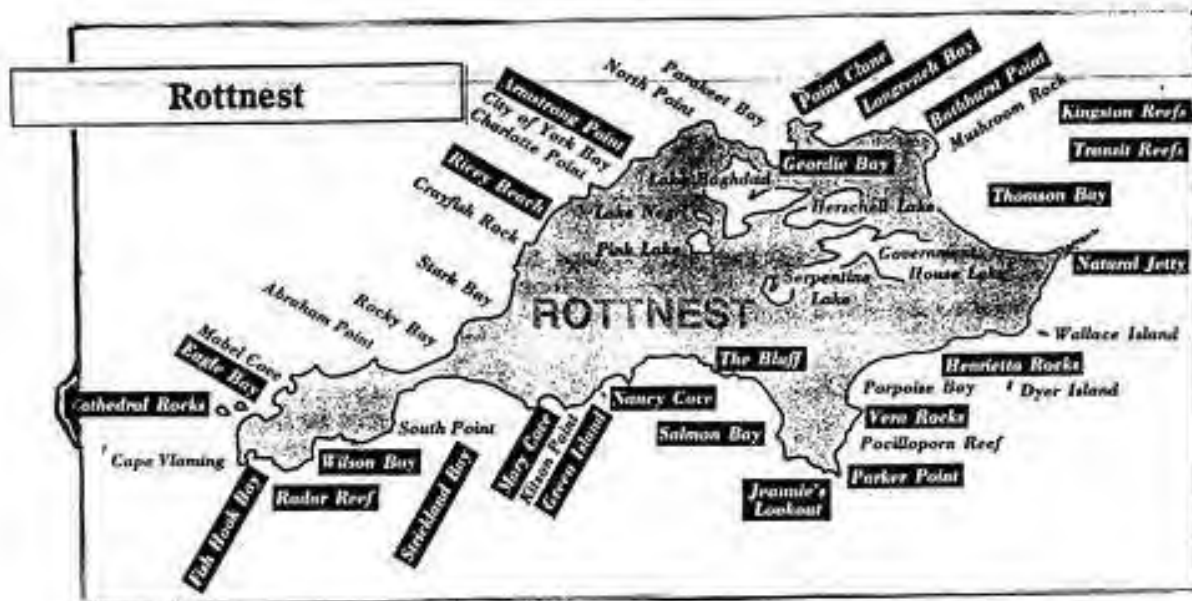 Rottnest
Armstrong Point
City of York Bay
Charlotte Point
North Point
Parakeet Bay
Point Clune
Longreach Bay
Bathhurst Point
Mushroom Rock
Kingston Reefs
Transit Reefs
Geordie Bay
Ricey Beach
Crayfish Rock
Lake Baghdad
Lake Negri
Herschell Lake
Thomson Bay
Pink Lake
Government
House Lake
Natural Jetty
Serpentine
Lake
Stark Bay
Rocky Bay
Abraham Point
ROTTNEST
Wallace Island
Mabel Cove
Eagle Bay
The Bluff
Henrietta Rocks
Porpoise Bay
Dyer Island
Cathedral Rocks
Nancy Cove
Vera Rocks
South Point
Salmon Bay
Pocillopora Reef
Cape Vlaming
Wilson Bay
Mary Cove
Kitson Point
Green Island
Parker Point
Radar Reef
Strickland Bay
Jeannie's
Lookout
Fish Hook Bay